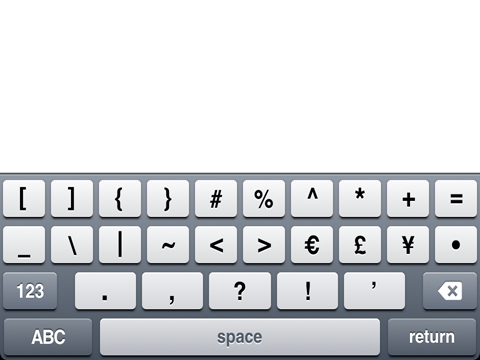 [ ] { } # % ^ * + =
_ \ | ~ < > € £ ¥ •
123 . , ? ! ’
ABC space return